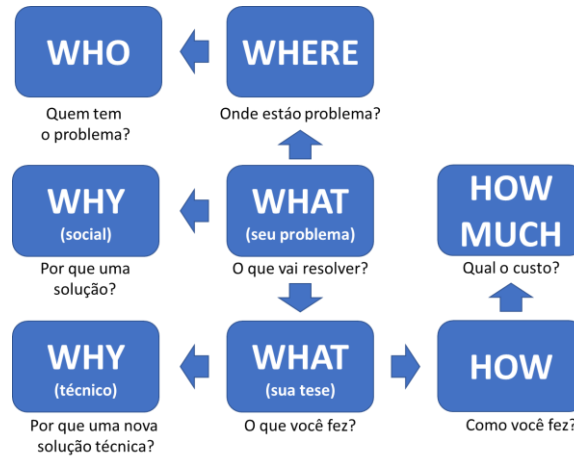 WHO
Quem tem
o problema?
WHERE
Onde estáo problema?
WHY
(social)
Por que uma
solução?
WHAT
(seu problema)
O que vai resolver?
HOW
MUCH
Qual o custo?
WHY
(técnico)
Por que uma nova
solução técnica?
WHAT
(sua tese)
O que você fez?
HOW
Como você fez?